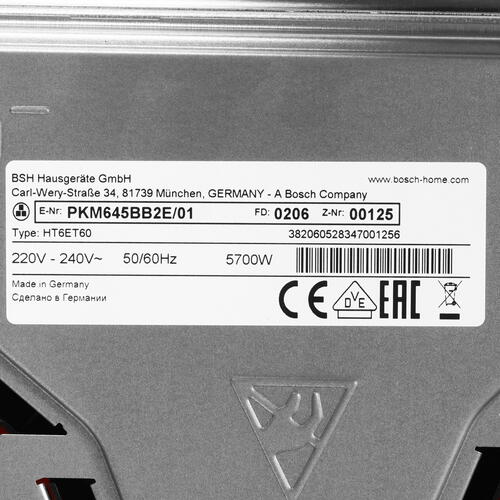 BSH Hausgeräte GmbH www.bosch-home.com
Carl-Wery-Straße 34, 81739 München, GERMANY - A Bosch Company
E-Nr: PKM645BB2E/01 FD: 0206 Z-Nr: 00125
Type: HT6ET60 382060528347001256
220V - 240V~ 50/60Hz 5700W
Made in Germany
Сделано в Германии
CE DVE EAC